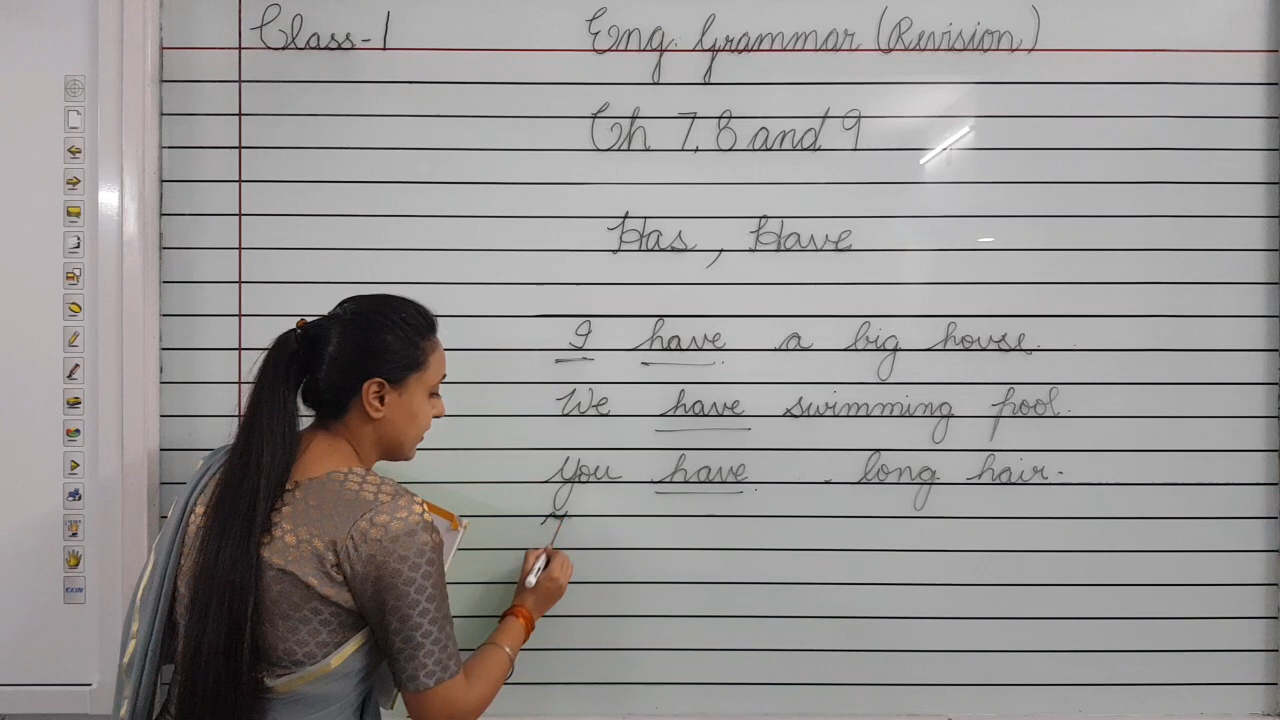 Class-1 Eng. Grammar (Revision)
Ch 7, 8 and 9
Has, Have
I have a big house.
We have swimming pool.
You have long hair.
EXIN